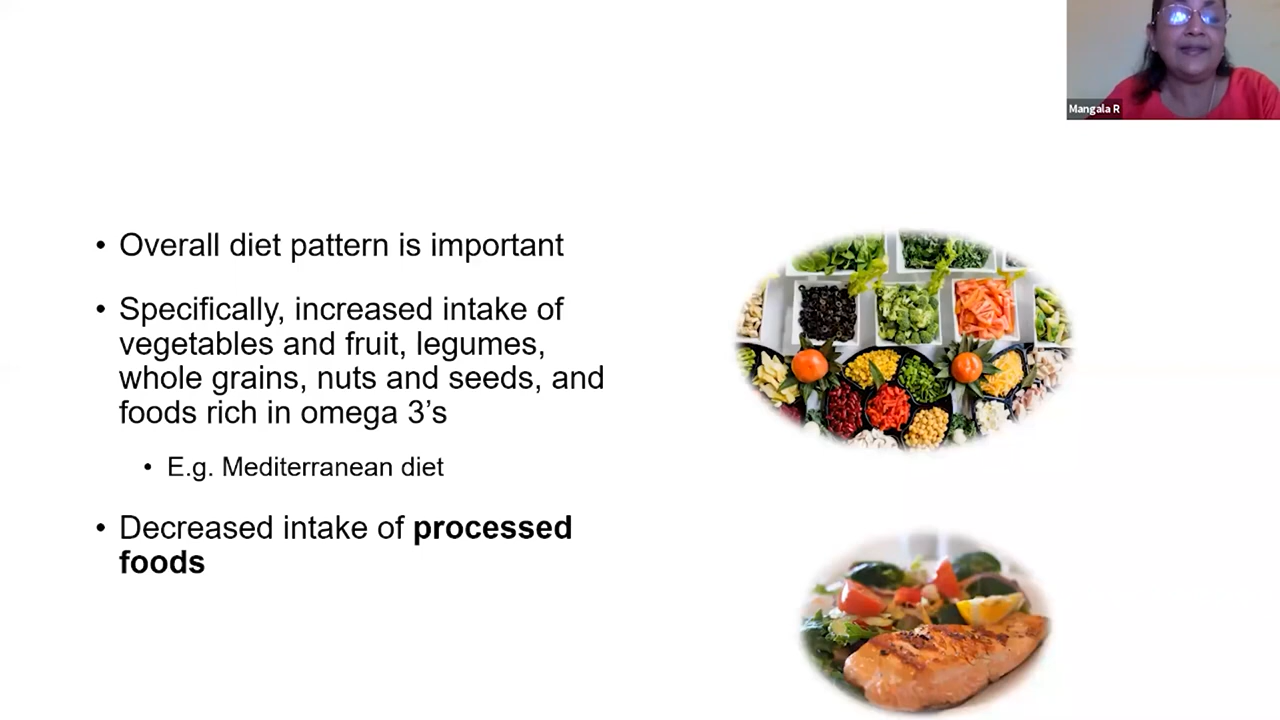 Mangala R
• Overall diet pattern is important
• Specifically, increased intake of
vegetables and fruit, legumes,
whole grains, nuts and seeds, and
foods rich in omega 3’s
• E.g. Mediterranean diet
• Decreased intake of processed
foods